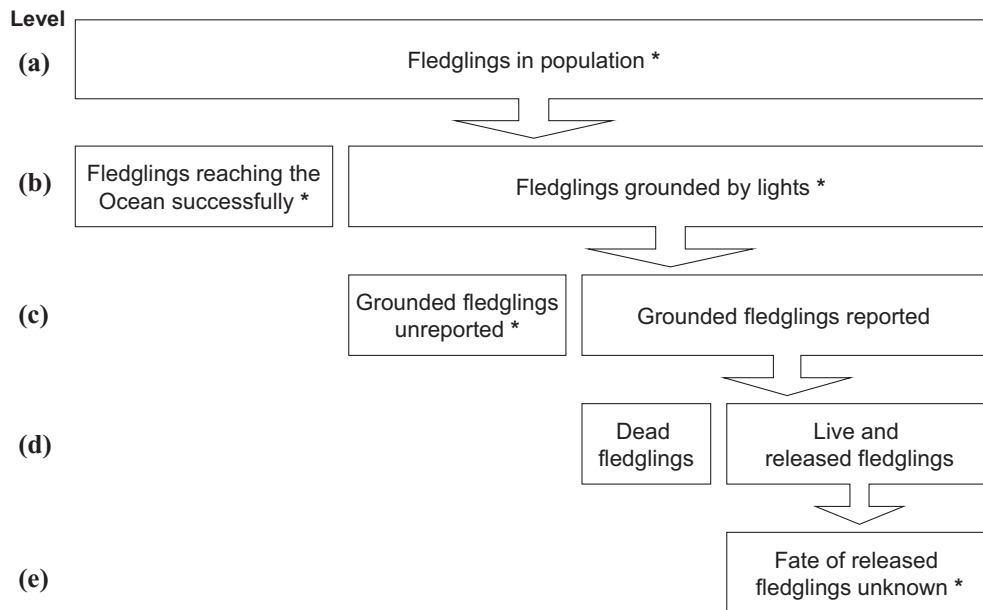 Level
(a)
Fledglings in population *
(b)
Fledglings reaching the
Ocean successfully *
Fledglings grounded by lights *
(c)
Grounded fledglings
unreported *
Grounded fledglings reported
(d)
Dead
fledglings
Live and
released fledglings
(e)
Fate of released
fledglings unknown *